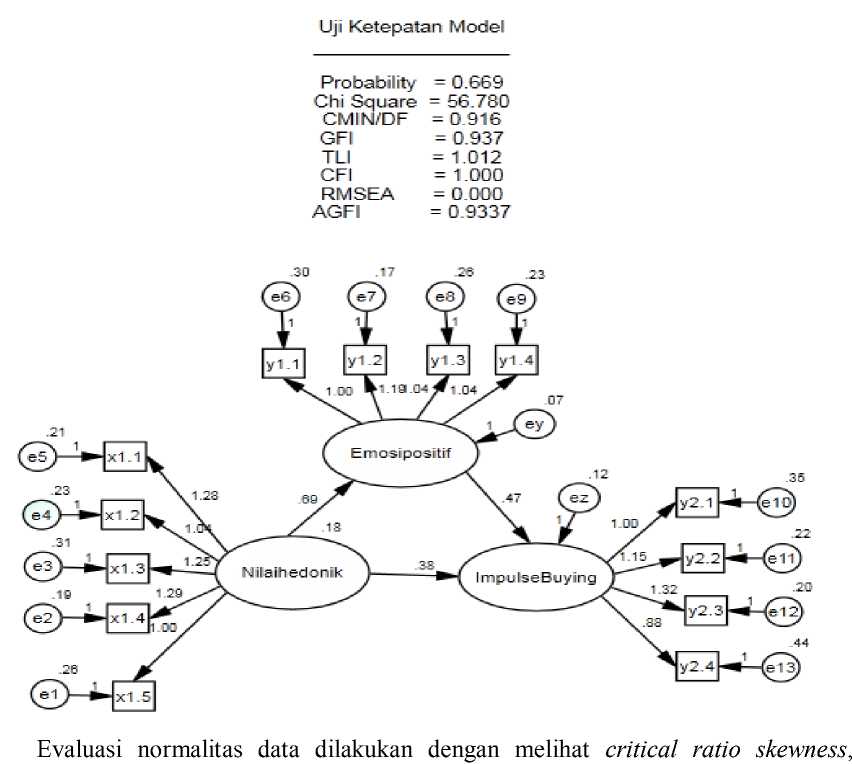 Uji Ketepatan Model
Probability = 0.669
Chi Square = 56.780
CMIN/DF = 0.916
GFI = 0.937
TLI = 1.012
CFI = 1.000
RMSEA = 0.000
AGFI = 0.9337
.30 .17 .26 .23
e6 e7 e8 e9
1 1 1 1
y1.1 y1.2 y1.3 y1.4
1.00 1.19 1.04 1.04
.07
1 ey
Emosipositif
.21
e5 1 x1.1
1.28
.23
e4 1 x1.2
1.04
.31
e3 1 x1.3
1.25
.19
e2 1 x1.4
1.29
.26
e1 1 x1.5
1.00
.69
.18
Nilaihedonik
.47
.38
.12
ez
1
ImpulseBuying
1.00 y2.1 1 e10 .35
1.15 y2.2 1 e11 .22
1.32 y2.3 1 e12 .20
.88 y2.4 1 e13 .44
Evaluasi normalitas data dilakukan dengan melihat critical ratio skewness,